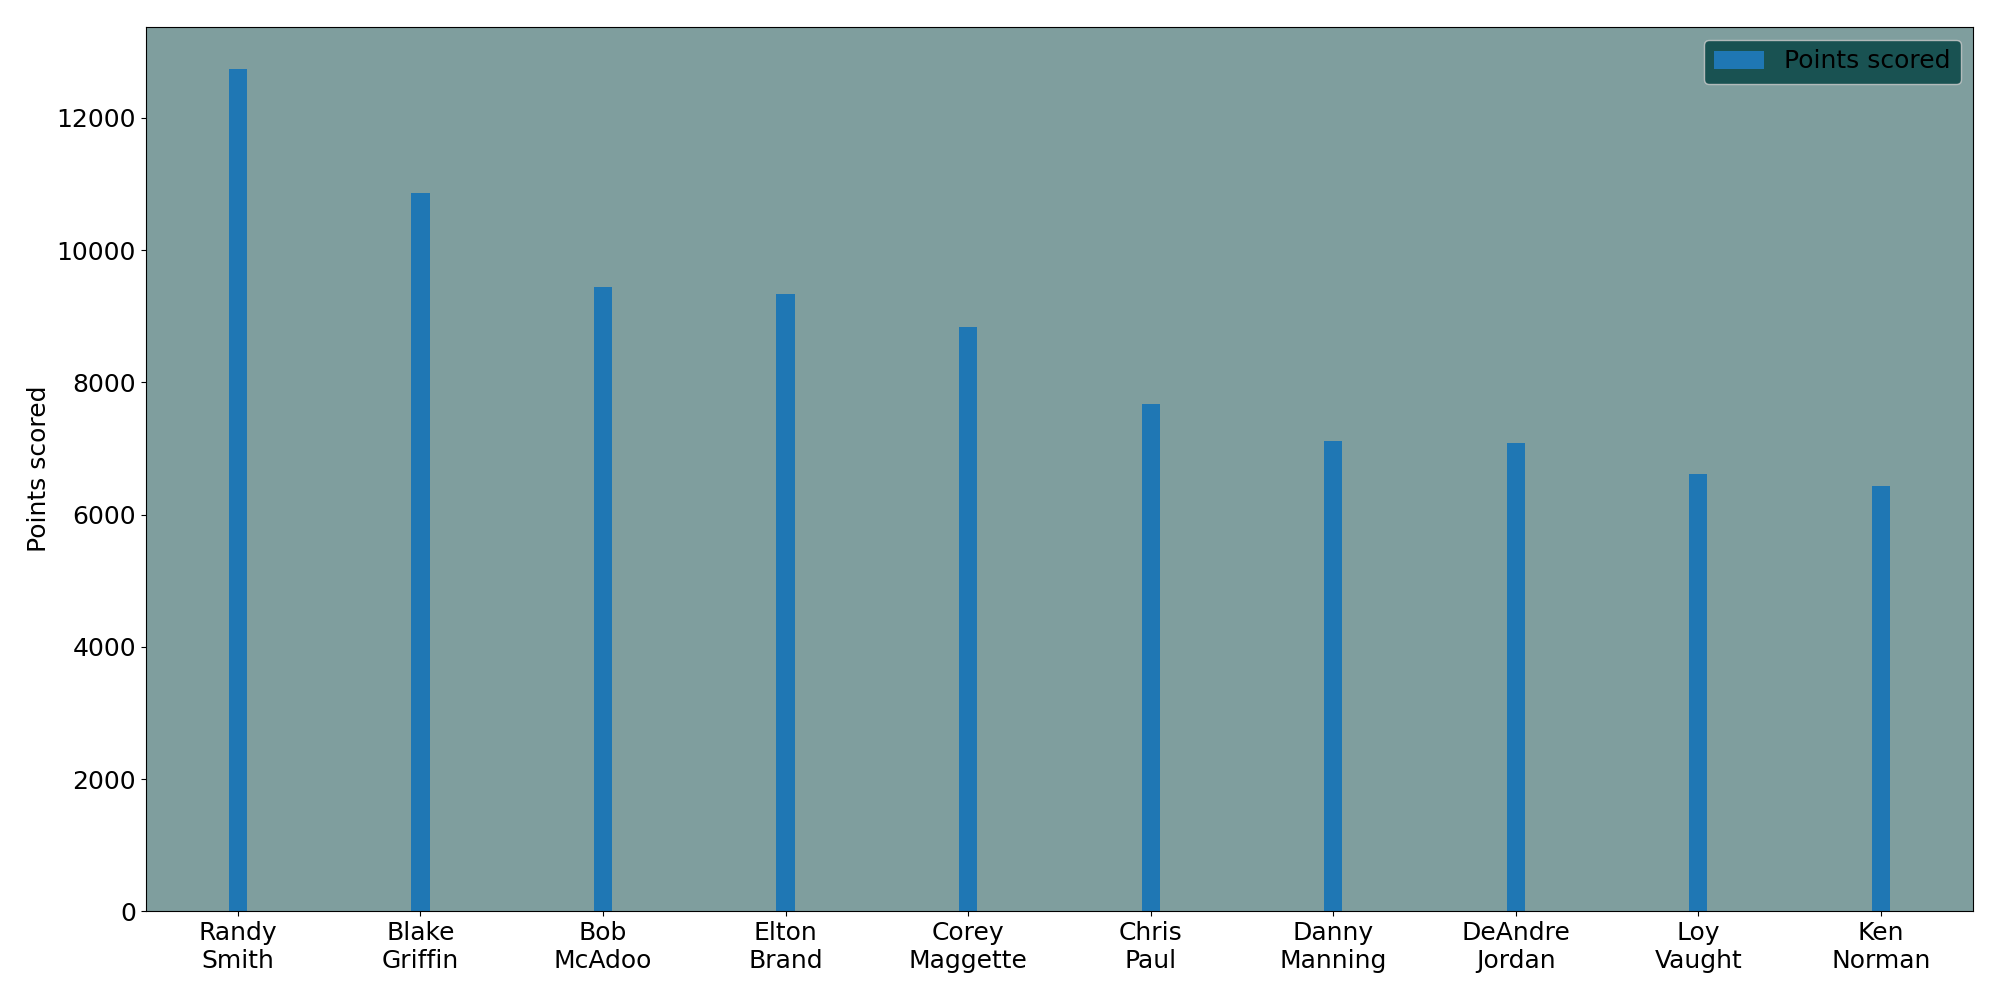 Points scored
12000
10000
8000
6000
4000
2000
0
Points scored
Randy
Smith
Blake
Griffin
Bob
McAdoo
Elton
Brand
Corey
Maggette
Chris
Paul
Danny
Manning
DeAndre
Jordan
Loy
Vaught
Ken
Norman